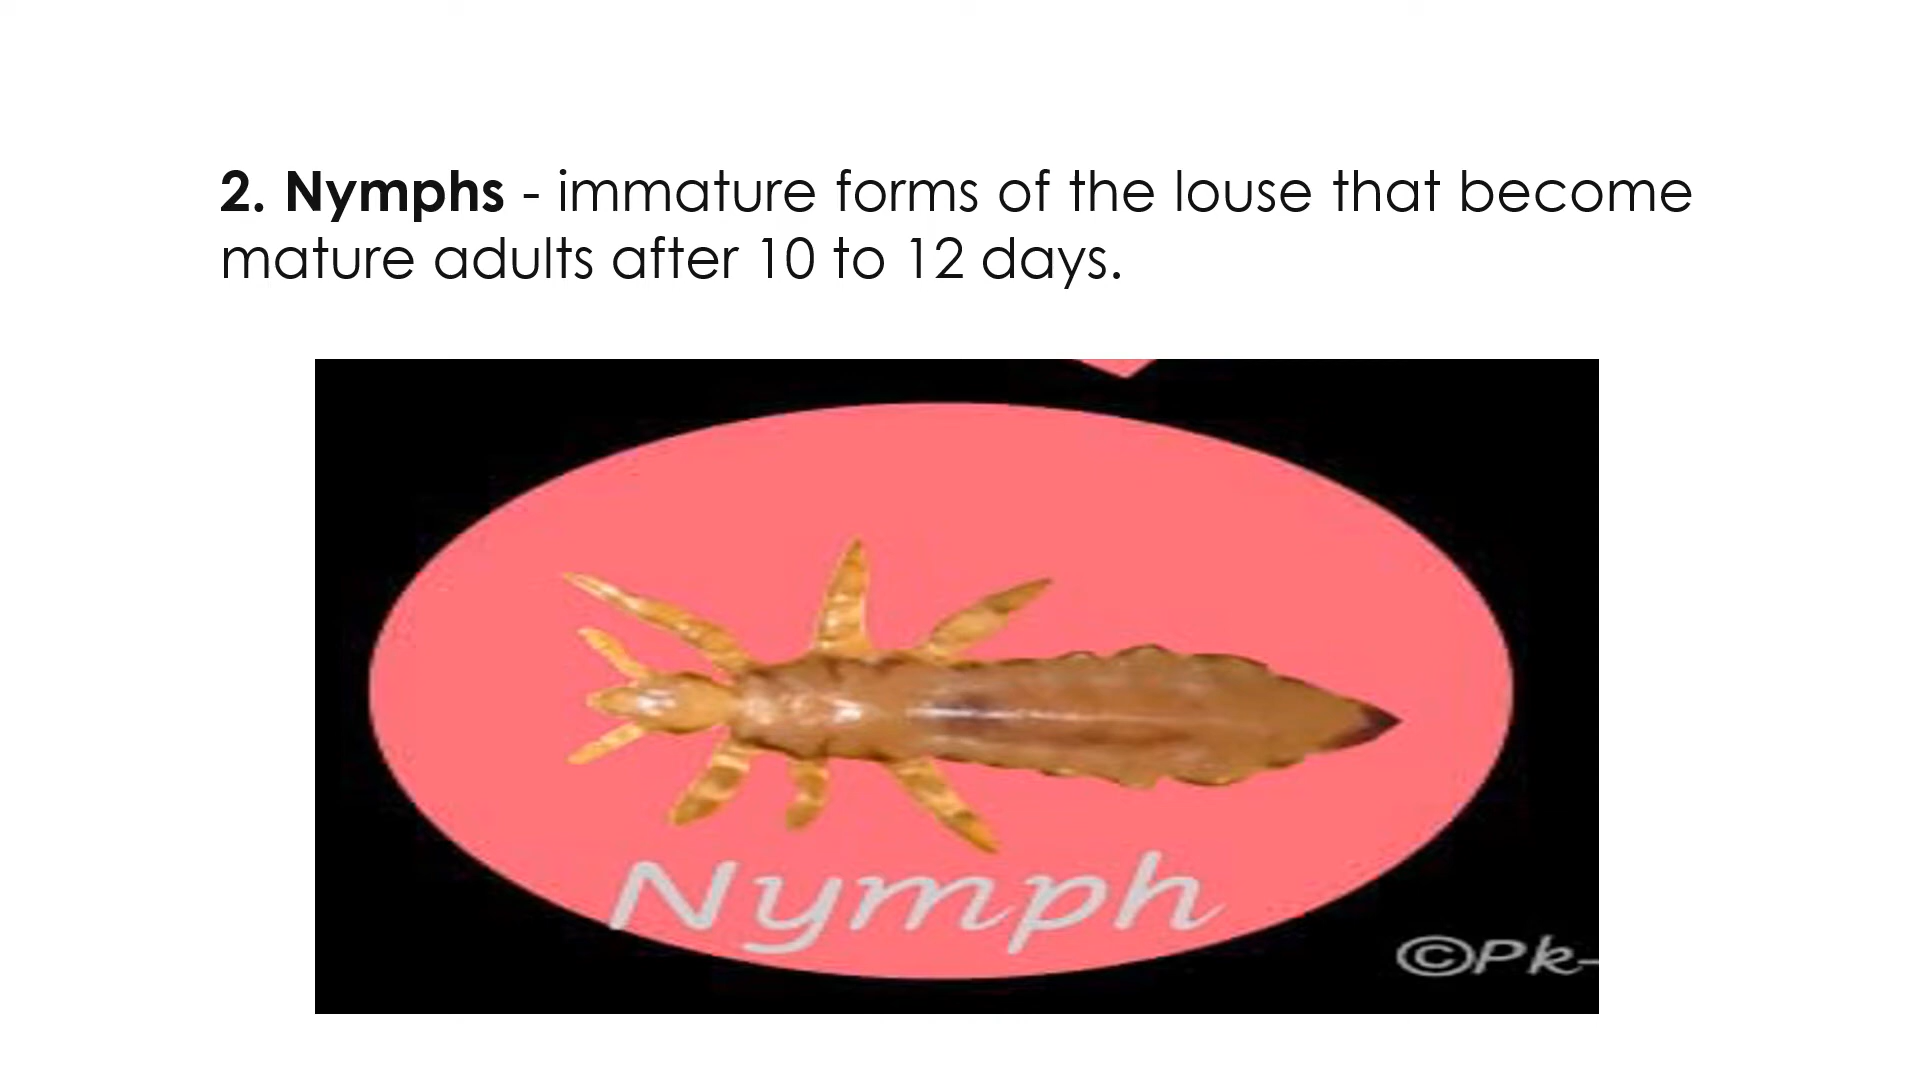 2. Nymphs - immature forms of the louse that become
mature adults after 10 to 12 days.
Nymph
©Pk-